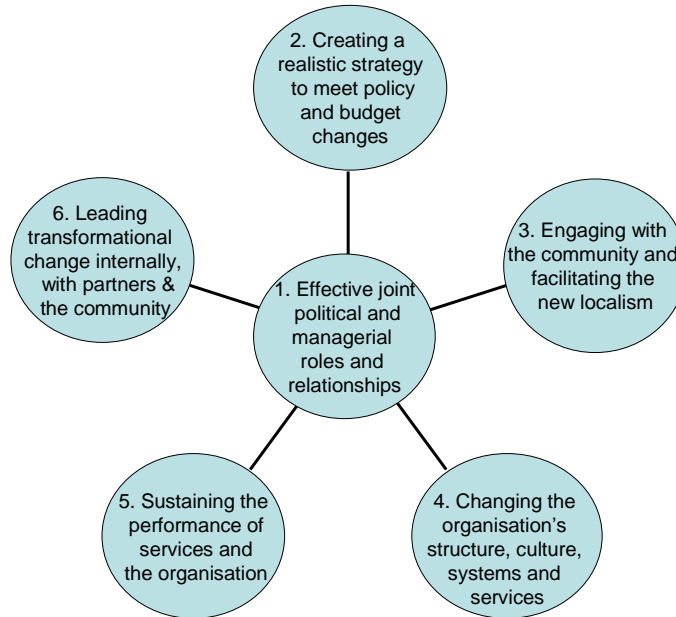 2. Creating a
realistic strategy
to meet policy
and budget
changes
6. Leading
transformational
change internally,
with partners &
the community
3. Engaging with
the community and
facilitating the
new localism
1. Effective joint
political and
managerial
roles and
relationships
5. Sustaining the
performance of
services and
the organisation
4. Changing the
organisation's
structure, culture,
systems and
services